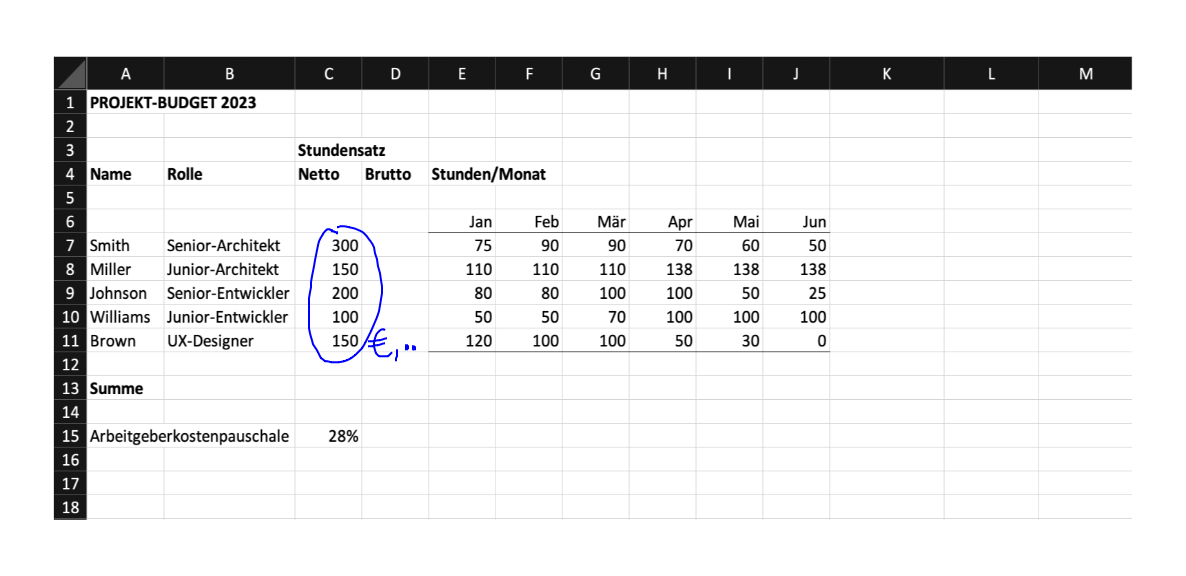 A B C D E F G H I J K L M
1 PROJEKT-BUDGET 2023
2
3 Stundensatz
4 Name Rolle Netto Brutto Stunden/Monat
5
6 Jan Feb Mär Apr Mai Jun
7 Smith Senior-Architekt 300 75 90 90 70 60 50
8 Miller Junior-Architekt 150 110 110 110 138 138 138
9 Johnson Senior-Entwickler 200 80 80 100 100 50 25
10 Williams Junior-Entwickler 100 50 50 70 100 100 100
11 Brown UX-Designer 150 €,.. 120 100 100 50 30 0
12
13 Summe
14
15 Arbeitgeberkostenpauschale 28%
16
17
18